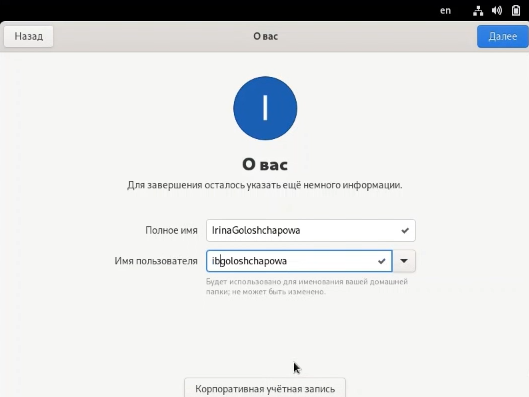 en
Назад
О вас
Далее
I
О вас
Для завершения осталось указать ещё немного информации.
Полное имя IrinaGoloshchapowa
Имя пользователя ibgoloshchapowa
Будет использовано для именования вашей домашней
папки; не может быть изменено.
Корпоративная учётная запись